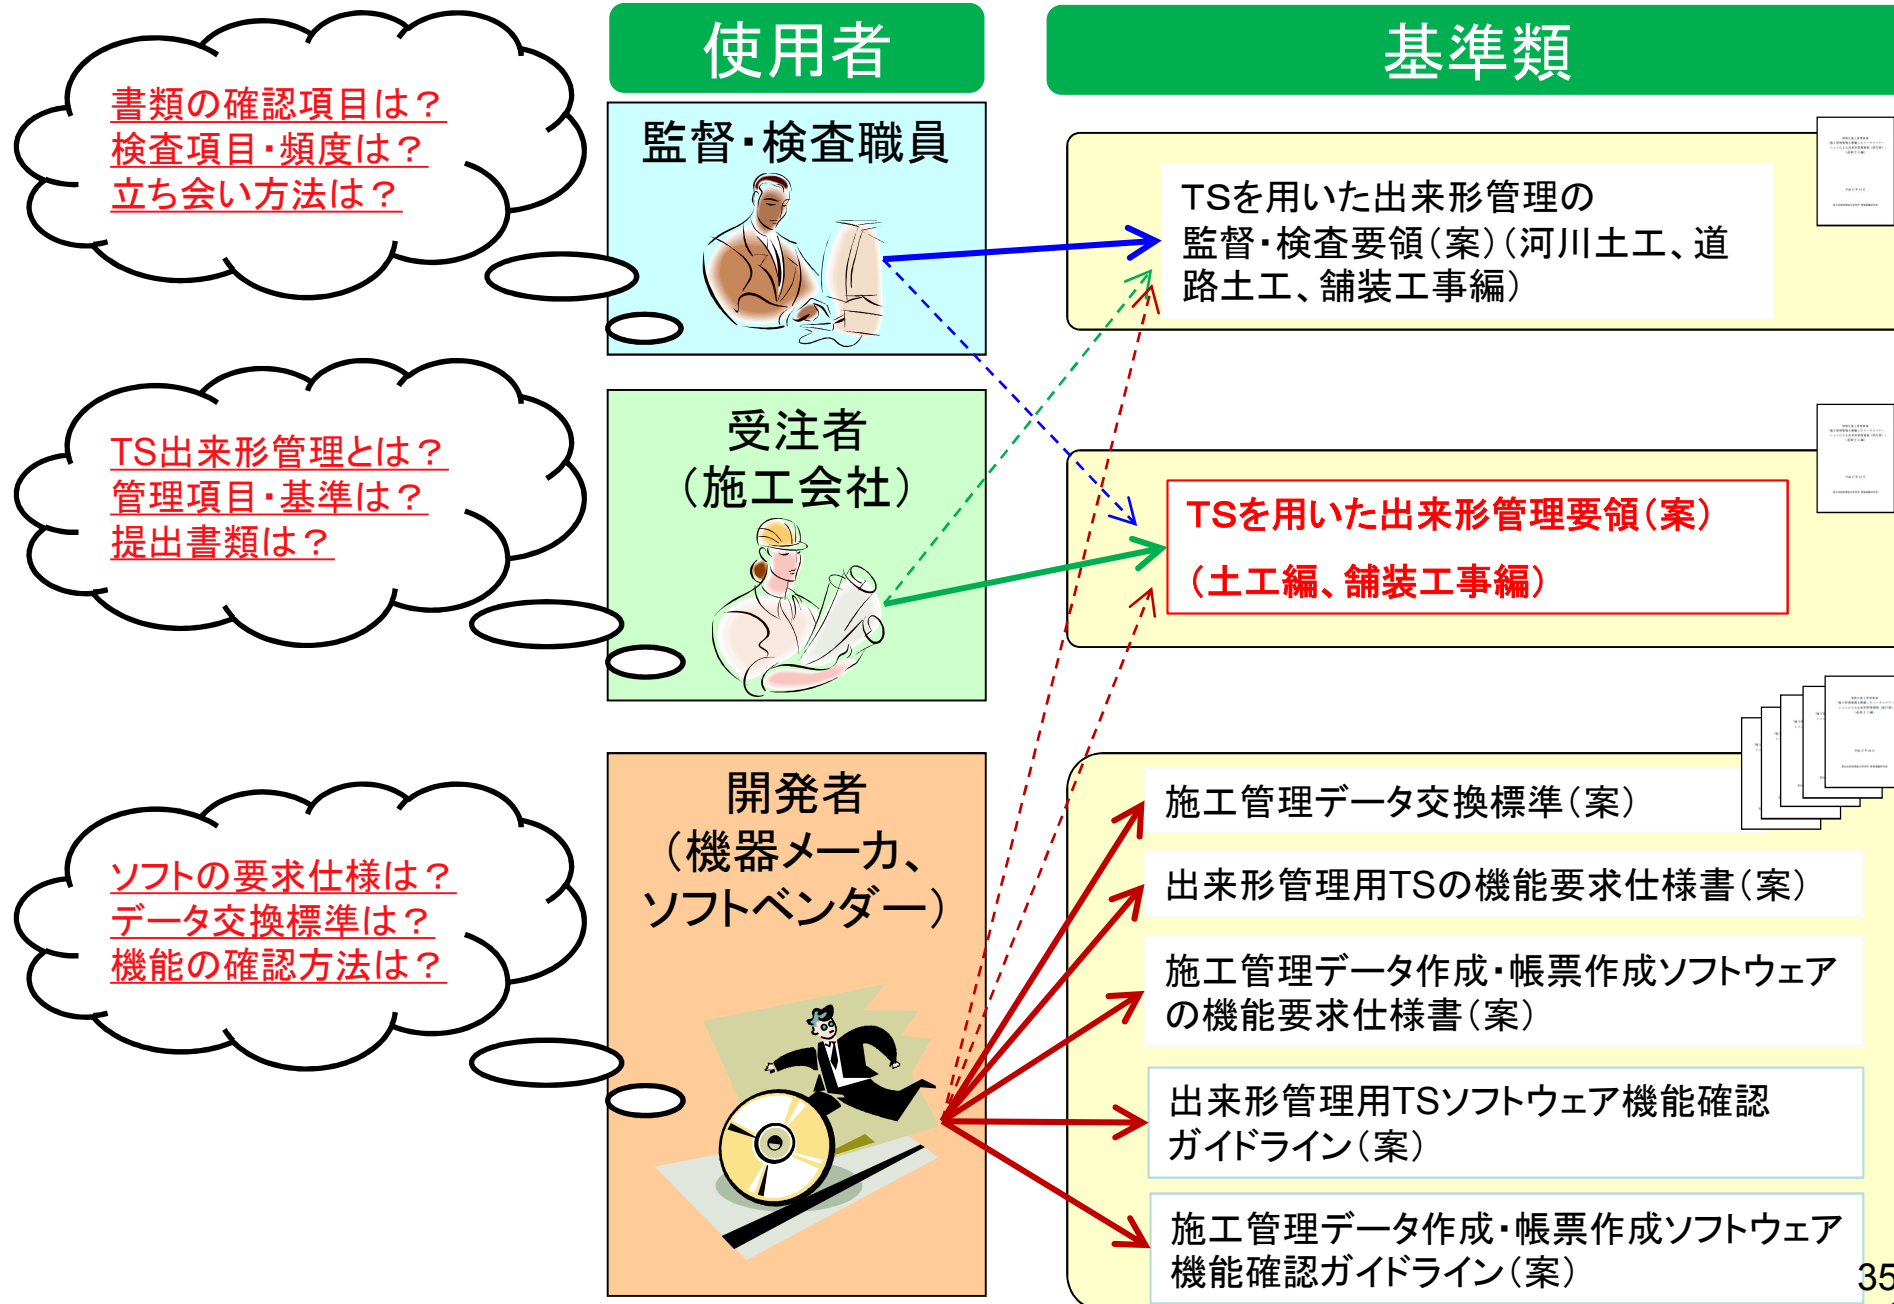 使用者
基準類
書類の確認項目は?
検査項目・頻度は?
立ち会い方法は?
監督・検査職員
TSを用いた出来形管理の
監督・検査要領(案)(河川土工、道
路土工、舗装工事編)
TS出来形管理とは?
管理項目・基準は?
提出書類は?
受注者
(施工会社)
TSを用いた出来形管理要領(案)
(土工編、舗装工事編)
ソフトの要求仕様は?
データ交換標準は?
機能の確認方法は?
開発者
(機器メーカ、
ソフトベンダー)
施工管理データ交換標準(案)
出来形管理用TSの機能要求仕様書(案)
施工管理データ作成・帳票作成ソフトウェア
の機能要求仕様書(案)
出来形管理用TSソフトウェア機能確認
ガイドライン(案)
施工管理データ作成・帳票作成ソフトウェア
機能確認ガイドライン(案)
35